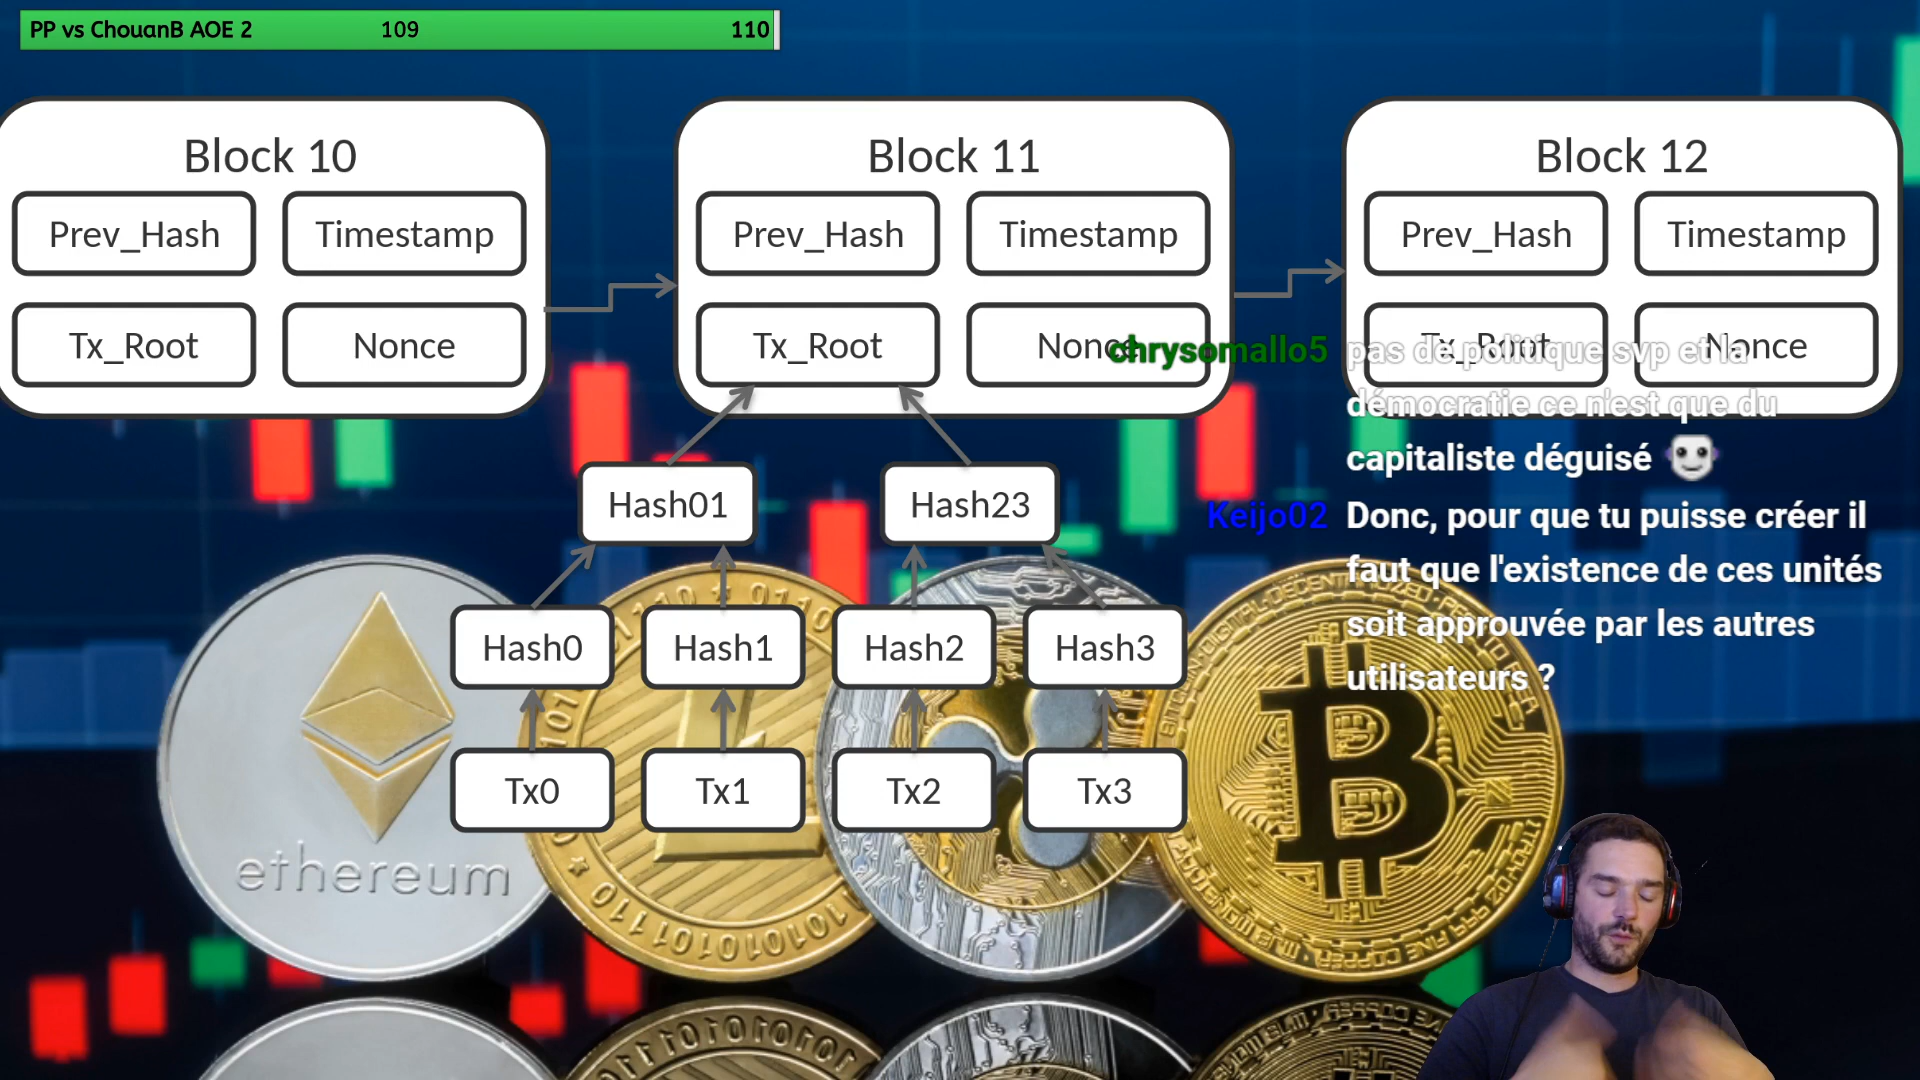 PP vs ChouanB AOE 2 109 110
Block 10
Prev_Hash Timestamp
Tx_Root Nonce
Block 11
Prev_Hash Timestamp
Tx_Root Nonce
Block 12
Prev_Hash Timestamp
Tx_Root Nonce
chrysomallo5 pas de politique svp et la
démocratie ce n'est que du
capitaliste déguisé
Keijo02 Donc, pour que tu puisse créer il
faut que l'existence de ces unités
soit approuvée par les autres
utilisateurs ?
Hash01 Hash23
Hash0 Hash1 Hash2 Hash3
Tx0 Tx1 Tx2 Tx3
ethereum